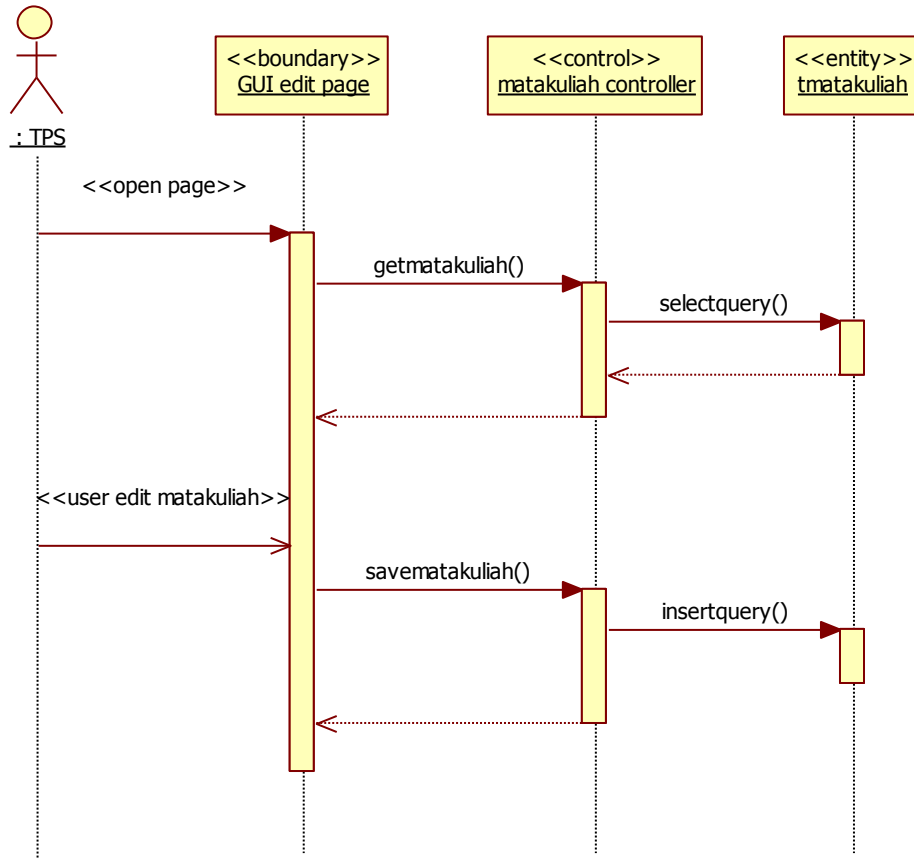 <<boundary>>
GUI edit page
<<control>>
matakuliah controller
<<entity>>
tmatakuliah
: TPS
<<open page>>
getmatakuliah()
selectquery()
<<user edit matakuliah>>
savematakuliah()
insertquery()